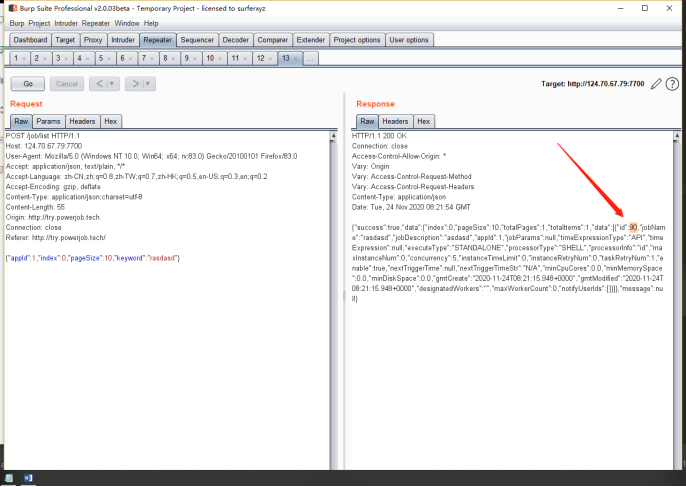 Burp Suite Professional v2.0.03beta - Temporary Project - licensed to surferxyz
Burp Project Intruder Repeater Window Help
Dashboard Target Proxy Intruder Repeater Sequencer Decoder Comparer Extender Project options User options
1 × 2 × 3 × 4 × 5 × 6 × 7 × 8 × 9 × 10 × 11 × 12 × 13 × ...
Go Cancel < > Target: http://124.70.67.79:7700 ?
Request
Raw Params Headers Hex
POST /job/list HTTP/1.1
Host: 124.70.67.79:7700
User-Agent: Mozilla/5.0 (Windows NT 10.0; Win64; x64; rv:83.0) Gecko/20100101 Firefox/83.0
Accept: application/json, text/plain, */*
Accept-Language: zh-CN,zh;q=0.8,zh-TW;q=0.7,zh-HK;q=0.5,en-US;q=0.3,en;q=0.2
Accept-Encoding: gzip, deflate
Content-Type: application/json;charset=utf-8
Content-Length: 55
Origin: http://try.powerjob.tech
Connection: close
Referer: http://try.powerjob.tech/
{"appId":1,"index":0,"pageSize":10,"keyword":"rasdasd"}
Response
Raw Headers Hex
HTTP/1.1 200 OK
Connection: close
Access-Control-Allow-Origin: *
Vary: Origin
Vary: Access-Control-Request-Method
Vary: Access-Control-Request-Headers
Content-Type: application/json
Date: Tue, 24 Nov 2020 08:21:54 GMT
{"success":true,"data":{"index":0,"pageSize":10,"totalPages":1,"totalItems":1,"data":[{"id":90,"jobNam
e":"rasdasd","jobDescription":"asdasd","appId":1,"jobParams":null,"timeExpressionType":"API","time
Expression":null,"executeType":"STANDALONE","processorType":"SHELL","processorInfo":"id","ma
xInstanceNum":0,"concurrency":5,"instanceTimeLimit":0,"instanceRetryNum":0,"taskRetryNum":1,"e
nable":true,"nextTriggerTime":null,"nextTriggerTimeStr":"N/A","minCpuCores":0.0,"minMemorySpace
":0.0,"minDiskSpace":0.0,"gmtCreate":"2020-11-24T08:21:15.948+0000","gmtModified":"2020-11-24T
08:21:15.948+0000","designatedWorkers":"","maxWorkerCount":0,"notifyUserIds":[]}]},"message":nu
ll}